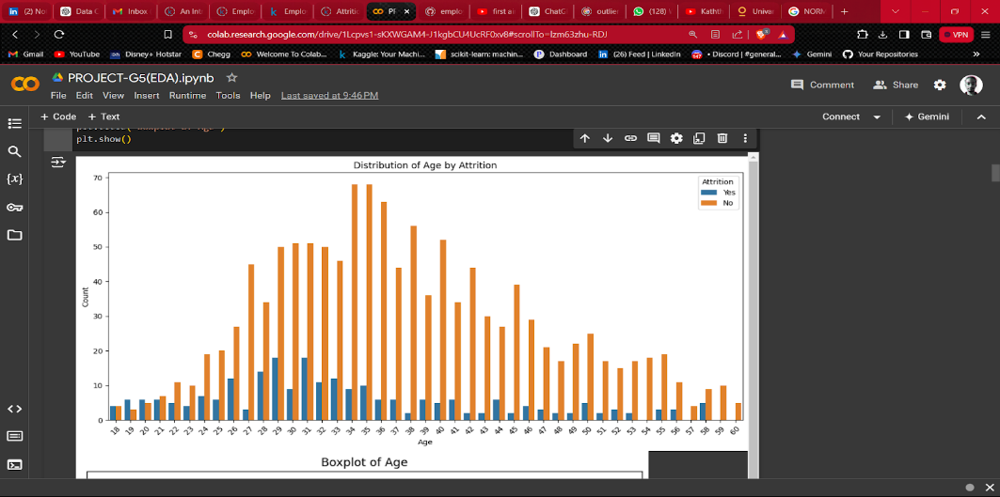 (2) No
Data C
Inbox
An Int
Emplo
Emplo
Attritic
PF
emplo
first ar
ChatG
outlier
(128) \
Kathth
Univa
NORM
colab.research.google.com/drive/1Lcpvs1-sKXWGAM4-J1kgbCU4UcRF0xv8#scrollTo=Izm63zhu-RDJ
VPN
Gmail
YouTube
Disney+ Hotstar
Chegg
Welcome To Colab...
Kaggle: Your Machi...
scikit-learn: machin...
Dashboard
(26) Feed | LinkedIn
• Discord | #general...
Gemini
Your Repositories
PROJECT-G5(EDA).ipynb
File Edit View Insert Runtime Tools Help Last saved at 9:46 PM
Comment
Share
+ Code + Text
Connect
Gemini
plt.show()
Distribution of Age by Attrition
Attrition
Yes
No
Count
70
60
50
40
30
20
10
0
18 19 20 21 22 23 24 25 26 27 28 29 30 31 32 33 34 35 36 37 38 39 40 41 42 43 44 45 46 47 48 49 50 51 52 53 54 55 56 57 58 59 60
Age
Boxplot of Age